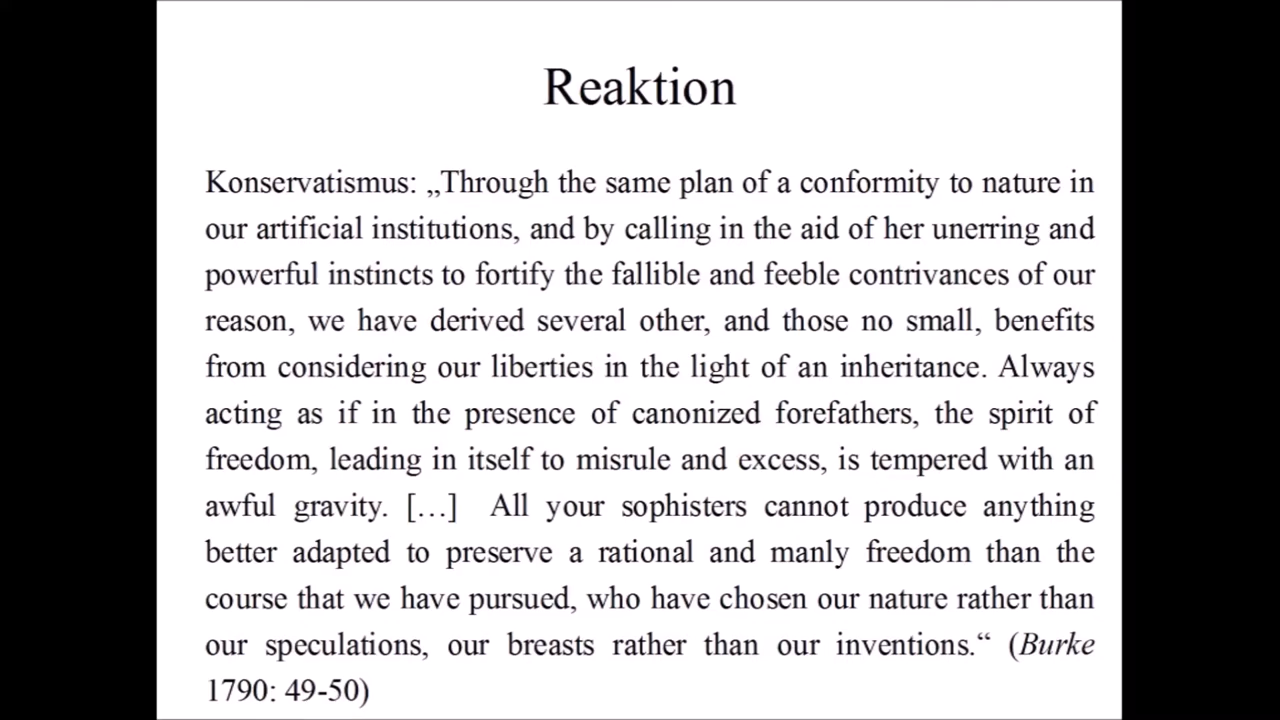 Reaktion
Konservatismus: „Through the same plan of a conformity to nature in
our artificial institutions, and by calling in the aid of her unerring and
powerful instincts to fortify the fallible and feeble contrivances of our
reason, we have derived several other, and those no small, benefits
from considering our liberties in the light of an inheritance. Always
acting as if in the presence of canonized forefathers, the spirit of
freedom, leading in itself to misrule and excess, is tempered with an
awful gravity. […] All your sophisters cannot produce anything
better adapted to preserve a rational and manly freedom than the
course that we have pursued, who have chosen our nature rather than
our speculations, our breasts rather than our inventions.“ (Burke
1790: 49-50)